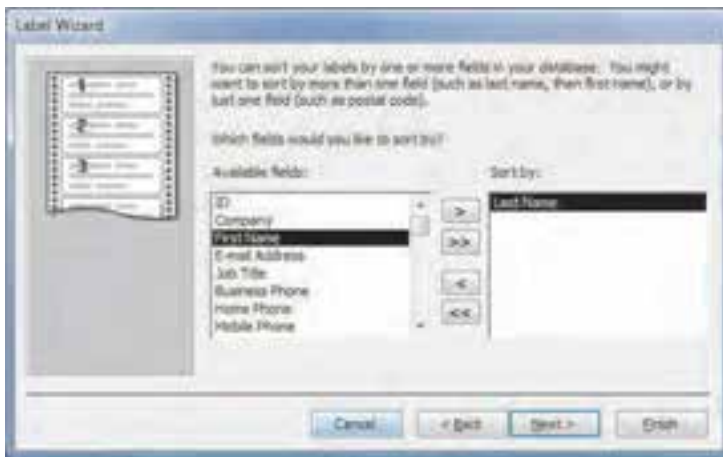 Label Wizard
You can sort your labels by one or more fields in your database. You might
want to sort by more than one field (such as last name, then first name), or by
just one field (such as postal code).
Which fields would you like to sort by?
Available fields:
Sort by:
ID
Company
First Name
E-mail Address
Job Title
Business Phone
Home Phone
Mobile Phone
>
>>
<
<<
Last Name
1
2
3
Cancel
< Back
Next >
Finish